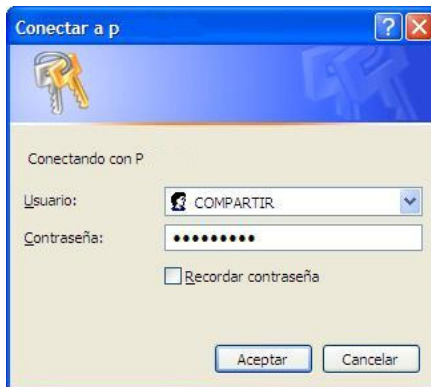 Conectar a p
Conectando con P
Usuario: COMPARTIR
Contraseña: •••••••••
Recordar contraseña
Aceptar Cancelar